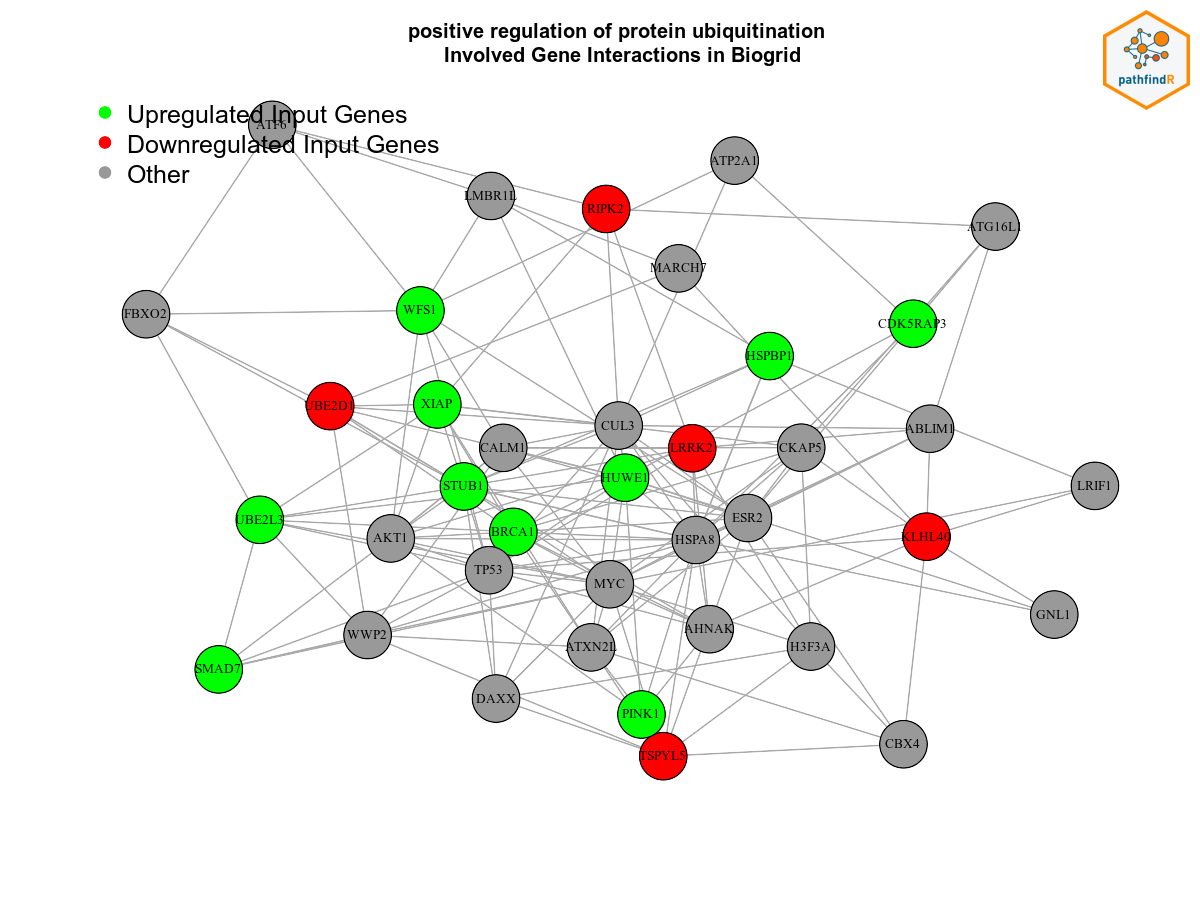 positive regulation of protein ubiquitination
Involved Gene Interactions in Biogrid
pathfindR
Upregulated Input Genes
Downregulated Input Genes
Other
ATF6
ATP2A1
LMBR1L
RIPK2
ATG16L1
MARCH7
FBXO2
WFS1
CDK5RAP3
HSPBP1
UBE2D1
XIAP
CUL3
ABLIM1
CALM1
LRRK2
CKAP5
STUB1
HUWE1
LRIF1
UBE2L3
ESR2
AKT1
BRCA1
HSPA8
KLHL40
TP53
MYC
GNL1
WWP2
AHNAK
ATXN2L
H3F3A
SMAD7
DAXX
PINK1
CBX4
TSPYL5